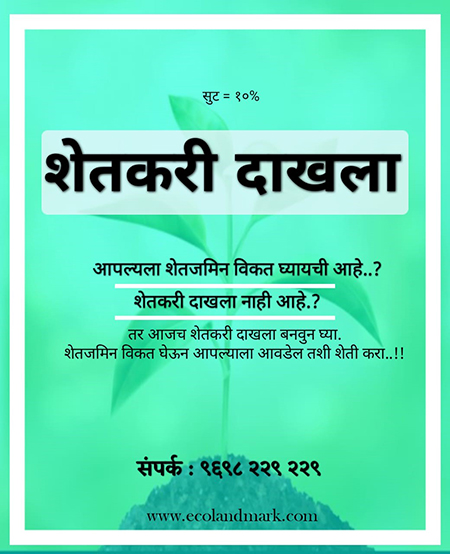 सुट = १०%
शेतकरी दाखला
आपल्यला शेतजमिन विकत घ्यायची आहे..?
शेतकरी दाखला नाही आहे.?
तर आजच शेतकरी दाखला बनवुन घ्या.
शेतजमिन विकत घेऊन आपल्याला आवडेल तशी शेती करा..!!
संपर्क : ९६९८ २२९ २२९
www.ecolandmark.com